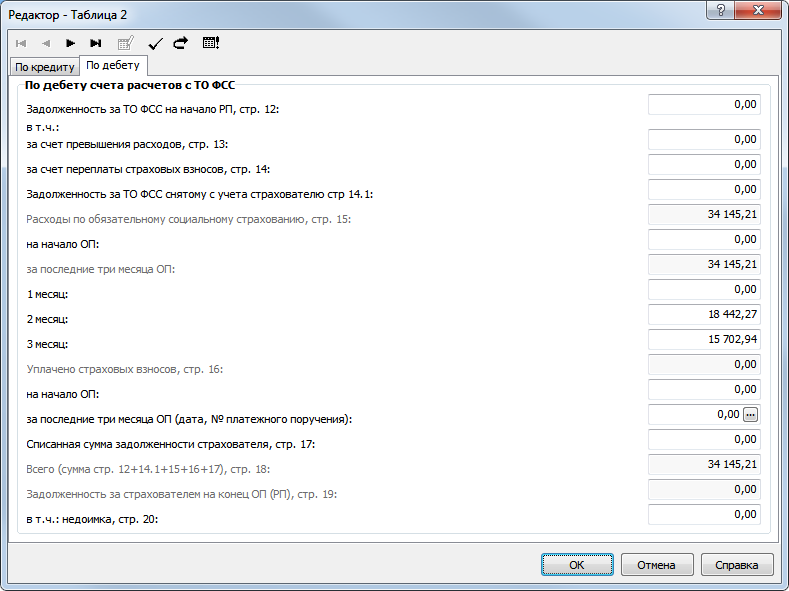 Редактор - Таблица 2
По кредиту
По дебету
По дебету счета расчетов с ТО ФСС
Задолженность за ТО ФСС на начало РП, стр. 12: 0,00
в т.ч.:
за счет превышения расходов, стр. 13: 0,00
за счет переплаты страховых взносов, стр. 14: 0,00
Задолженность за ТО ФСС снятому с учета страхователю стр 14.1: 0,00
Расходы по обязательному социальному страхованию, стр. 15: 34 145,21
на начало ОП: 0,00
за последние три месяца ОП: 34 145,21
1 месяц: 0,00
2 месяц: 18 442,27
3 месяц: 15 702,94
Уплачено страховых взносов, стр. 16: 0,00
на начало ОП: 0,00
за последние три месяца ОП (дата, № платежного поручения): 0,00 ...
Списанная сумма задолженности страхователя, стр. 17: 0,00
Всего (сумма стр. 12+14.1+15+16+17), стр. 18: 34 145,21
Задолженность за страхователем на конец ОП (РП), стр. 19: 0,00
в т.ч.: недоимка, стр. 20: 0,00
ОК
Отмена
Справка